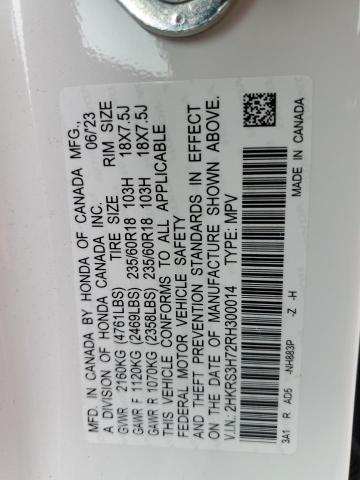 MFD. IN CANADA BY HONDA OF CANADA MFG.,
A DIVISION OF HONDA CANADA INC. 06/'23
TIRE SIZE RIM SIZE
GVWR 2160KG (4761LBS)
GAWR F 1120KG (2469LBS) 235/60R18 103H 18X7.5J
GAWR R 1070KG (2358LBS) 235/60R18 103H 18X7.5J
THIS VEHICLE CONFORMS TO ALL APPLICABLE
FEDERAL MOTOR VEHICLE SAFETY
AND THEFT PREVENTION STANDARDS IN EFFECT
ON THE DATE OF MANUFACTURE SHOWN ABOVE.
V.I.N.: 2HKRS3H72RH300014 TYPE: MPV
3A1 R AD5 -NH883P -Z -H MADE IN CANADA